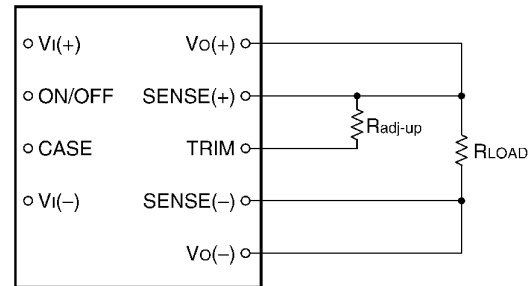 VI(+) VO(+)
ON/OFF SENSE(+)
Radj-up
CASE TRIM
RLOAD
VI(−) SENSE(−)
VO(−)